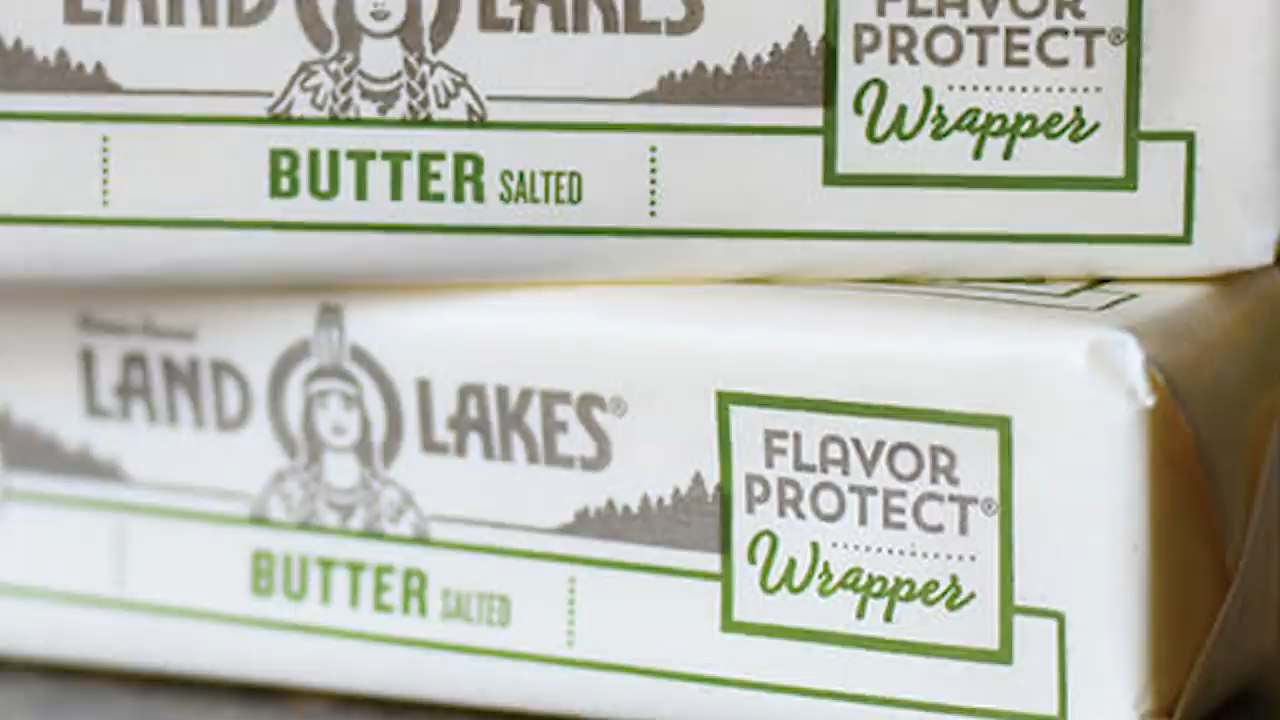 LAND LAKES
FLAVOR
PROTECT®
Wrapper
BUTTER SALTED
LAND LAKES®
FLAVOR
PROTECT®
Wrapper
BUTTER SALTED